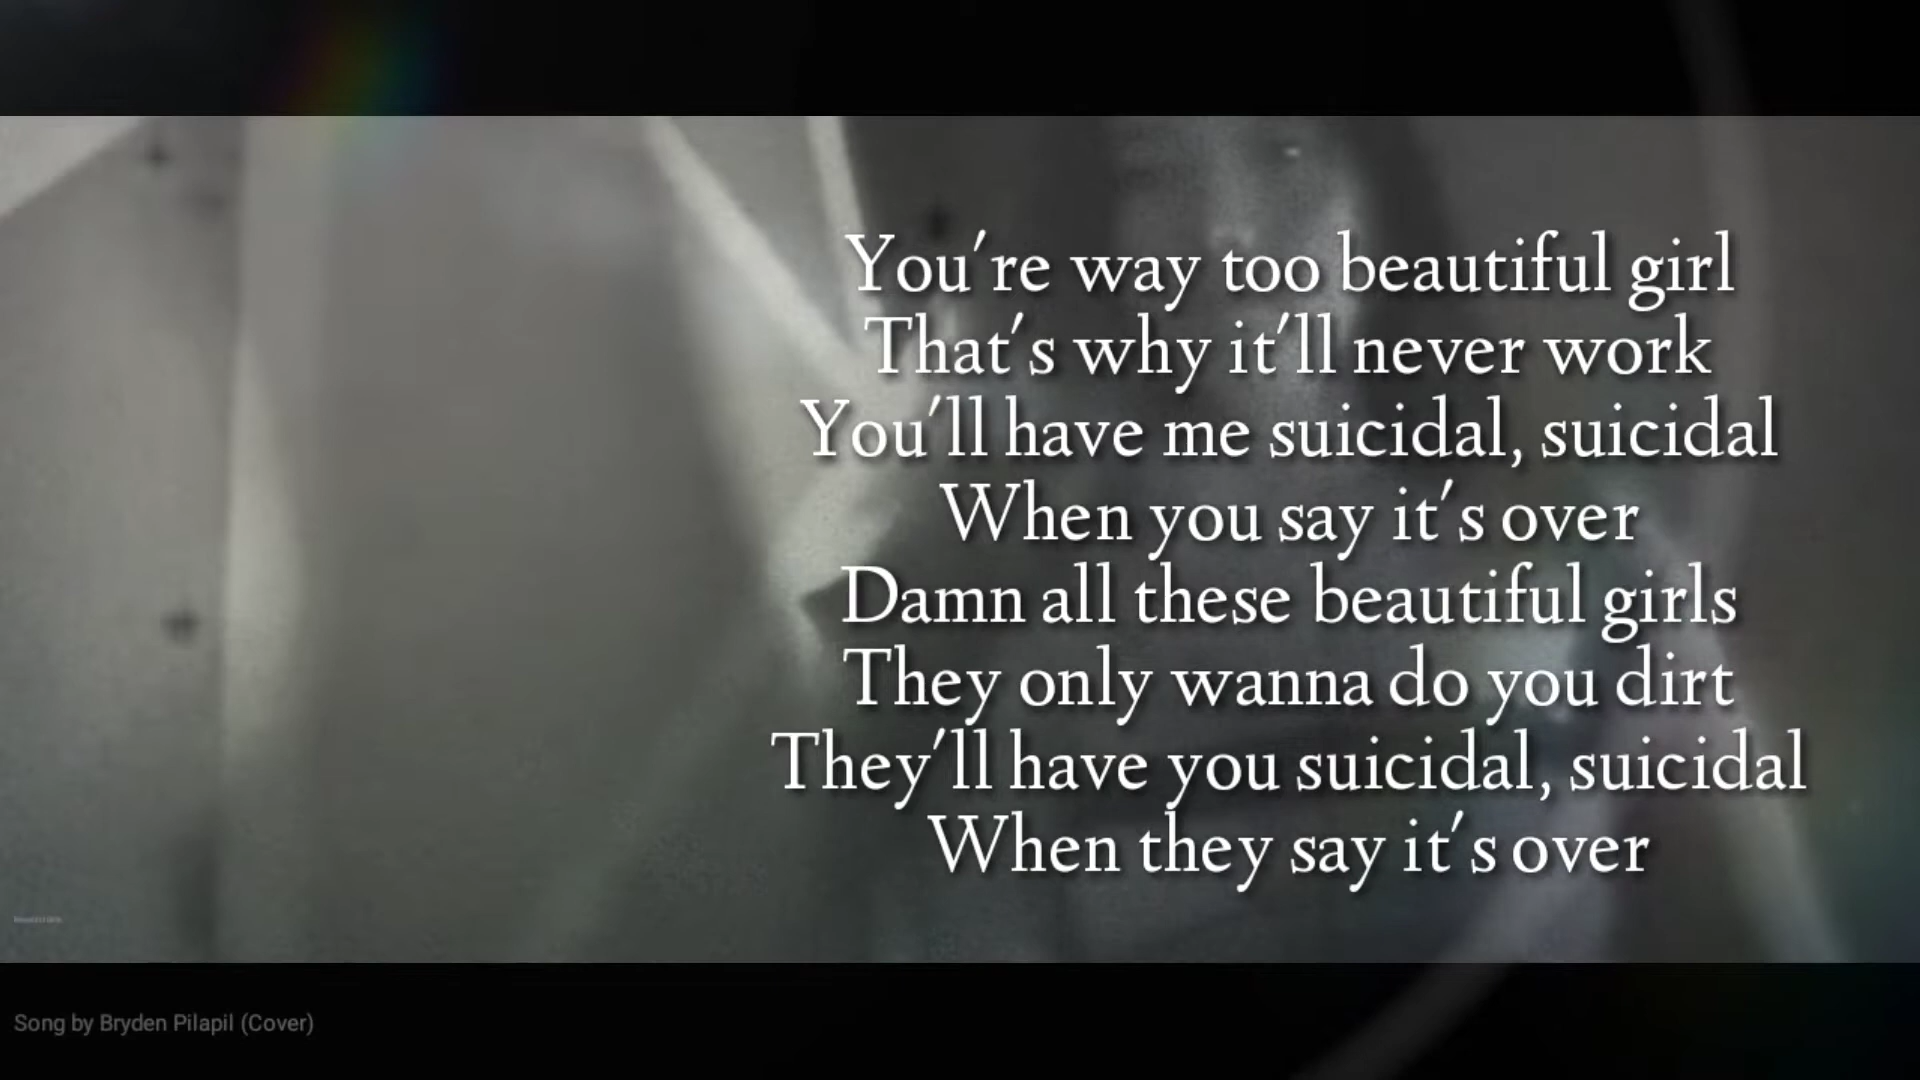 You're way too beautiful girl
That's why it'll never work
You'll have me suicidal, suicidal
When you say it's over
Damn all these beautiful girls
They only wanna do you dirt
They'll have you suicidal, suicidal
When they say it's over
Song by Bryden Pilapil (Cover)